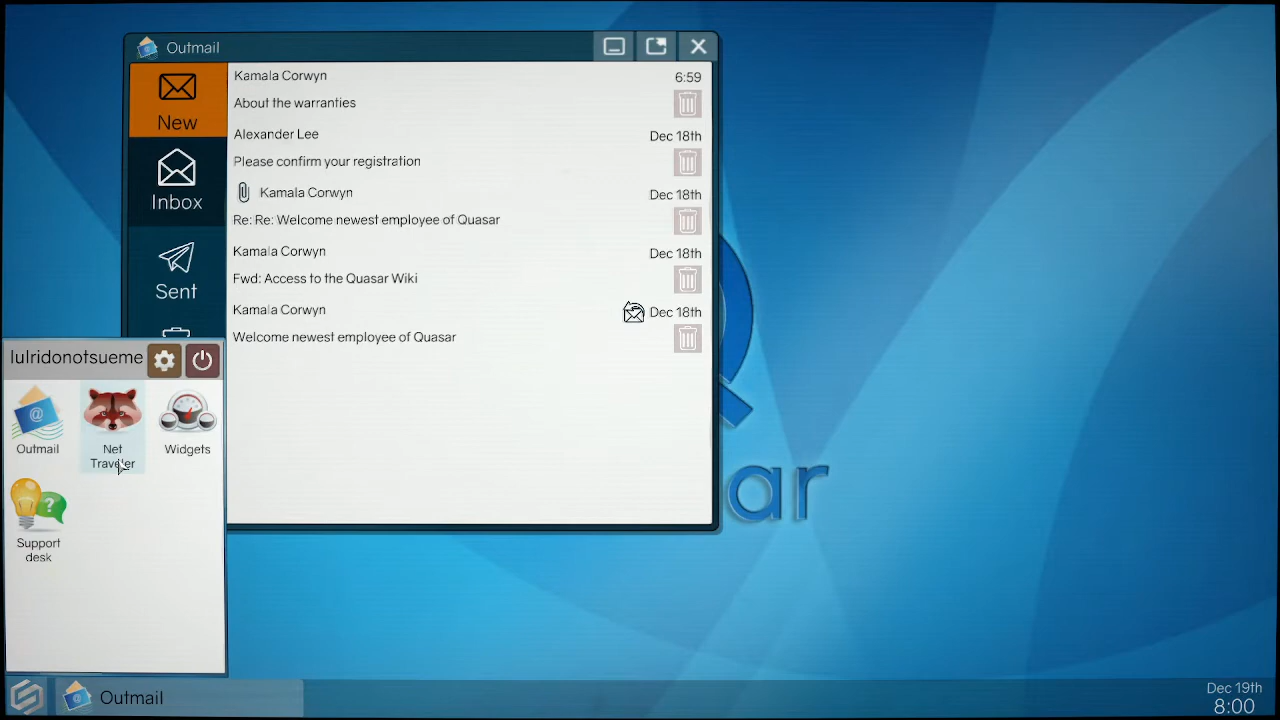 Outmail
New
Inbox
Sent
Kamala Corwyn
6:59
About the warranties
Alexander Lee
Dec 18th
Please confirm your registration
Kamala Corwyn
Dec 18th
Re: Re: Welcome newest employee of Quasar
Kamala Corwyn
Dec 18th
Fwd: Access to the Quasar Wiki
Kamala Corwyn
Dec 18th
Welcome newest employee of Quasar
lulridonotsueme
Outmail
Net
Traveler
Widgets
Support
desk
ar
Outmail
Dec 19th
8:00